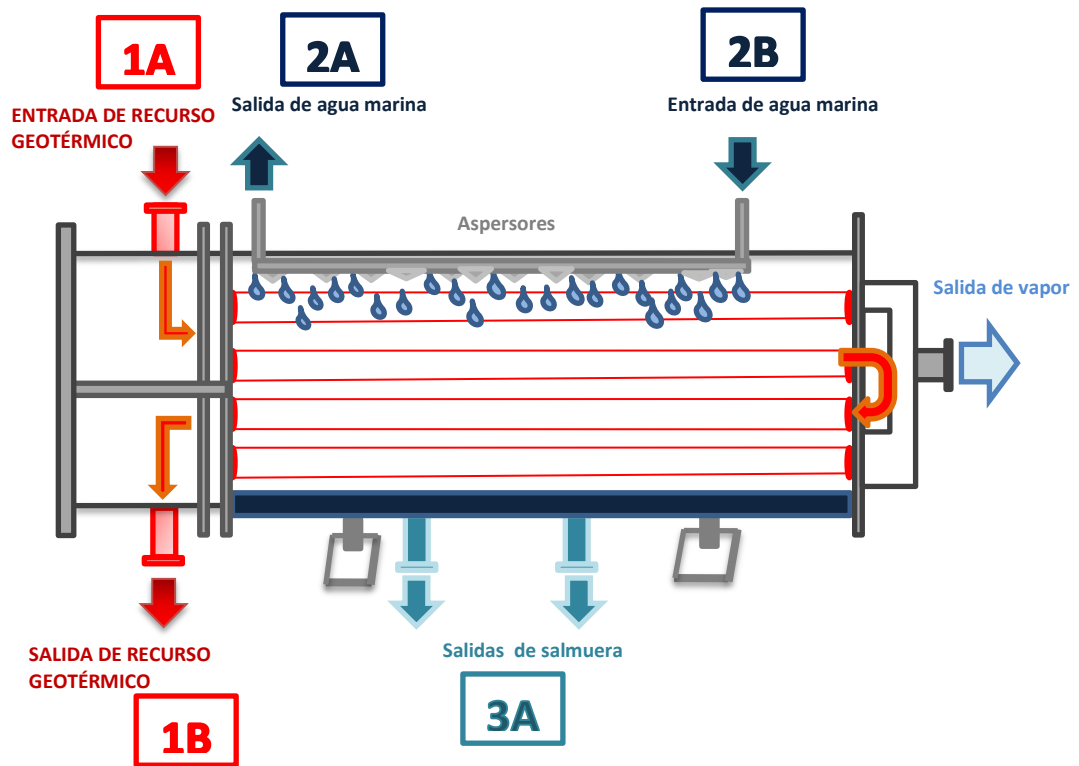 1A
2A
2B
ENTRADA DE RECURSO
GEOTÉRMICO
Salida de agua marina
Entrada de agua marina
Aspersores
Salida de vapor
SALIDA DE RECURSO
GEOTÉRMICO
Salidas de salmuera
1B
3A